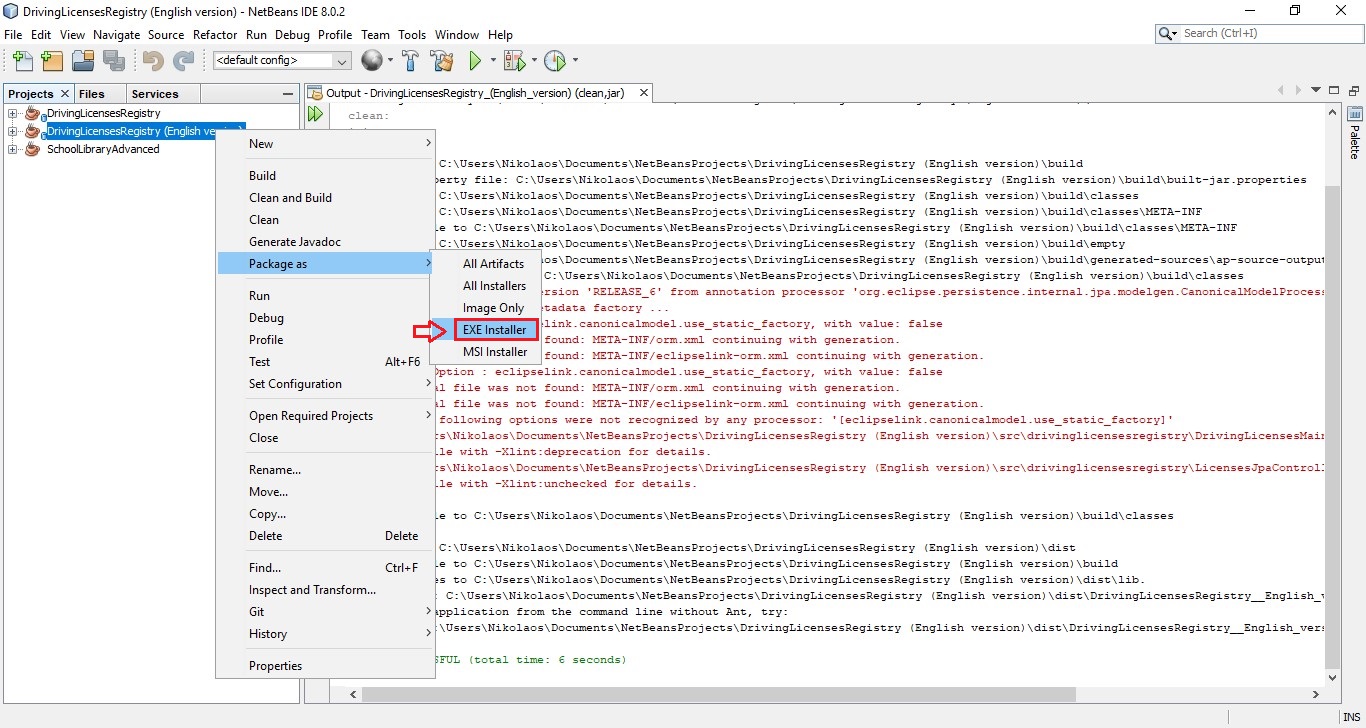 DrivingLicensesRegistry (English version) - NetBeans IDE 8.0.2
File Edit View Navigate Source Refactor Run Debug Profile Team Tools Window Help
Search (Ctrl+I)
<default config>
Projects Files Services
Output - DrivingLicensesRegistry_(English_version) (clean,jar)
DrivingLicensesRegistry
DrivingLicensesRegistry (English
SchoolLibraryAdvanced
New
Build
Clean and Build
Clean
Generate Javadoc
Package as
Run
Debug
Profile
Test Alt+F6
Set Configuration
Open Required Projects
Close
Rename...
Move...
Copy...
Delete Delete
Find... Ctrl+F
Inspect and Transform...
Git
History
Properties
All Artifacts
All Installers
Image Only
EXE Installer
MSI Installer
clean:
C:\Users\Nikolaos\Documents\NetBeansProjects\DrivingLicensesRegistry (English version)\build
perty file: C:\Users\Nikolaos\Documents\NetBeansProjects\DrivingLicensesRegistry (English version)\build\built-jar.properties
C:\Users\Nikolaos\Documents\NetBeansProjects\DrivingLicensesRegistry (English version)\build\classes
C:\Users\Nikolaos\Documents\NetBeansProjects\DrivingLicensesRegistry (English version)\build\classes\META-INF
le to C:\Users\Nikolaos\Documents\NetBeansProjects\DrivingLicensesRegistry (English version)\build\classes\META-INF
C:\Users\Nikolaos\Documents\NetBeansProjects\DrivingLicensesRegistry (English version)\build\empty
cuments\NetBeansProjects\DrivingLicensesRegistry (English version)\build\generated-sources\ap-source-output
C:\Users\Nikolaos\Documents\NetBeansProjects\DrivingLicensesRegistry (English version)\build\classes
ersion 'RELEASE_6' from annotation processor 'org.eclipse.persistence.internal.jpa.modelgen.CanonicalModelProcess
etadata factory ...
selink.canonicalmodel.use_static_factory, with value: false
found: META-INF/orm.xml continuing with generation.
found: META-INF/eclipselink-orm.xml continuing with generation.
Option : eclipselink.canonicalmodel.use_static_factory, with value: false
al file was not found: META-INF/orm.xml continuing with generation.
al file was not found: META-INF/eclipselink-orm.xml continuing with generation.
following options were not recognized by any processor: '[eclipselink.canonicalmodel.use_static_factory]'
rs\Nikolaos\Documents\NetBeansProjects\DrivingLicensesRegistry (English version)\src\drivinglicensesregistry\DrivingLicensesMain
le with -Xlint:deprecation for details.
rs\Nikolaos\Documents\NetBeansProjects\DrivingLicensesRegistry (English version)\src\drivinglicensesregistry\LicensesJpaControll
le with -Xlint:unchecked for details.
le to C:\Users\Nikolaos\Documents\NetBeansProjects\DrivingLicensesRegistry (English version)\build\classes
C:\Users\Nikolaos\Documents\NetBeansProjects\DrivingLicensesRegistry (English version)\dist
le to C:\Users\Nikolaos\Documents\NetBeansProjects\DrivingLicensesRegistry (English version)\build
es to C:\Users\Nikolaos\Documents\NetBeansProjects\DrivingLicensesRegistry (English version)\dist\lib.
: C:\Users\Nikolaos\Documents\NetBeansProjects\DrivingLicensesRegistry (English version)\dist\DrivingLicensesRegistry__English_v
application from the command line without Ant, try:
:\Users\Nikolaos\Documents\NetBeansProjects\DrivingLicensesRegistry (English version)\dist\DrivingLicensesRegistry__English_vers
SFUL (total time: 6 seconds)
Palette
INS